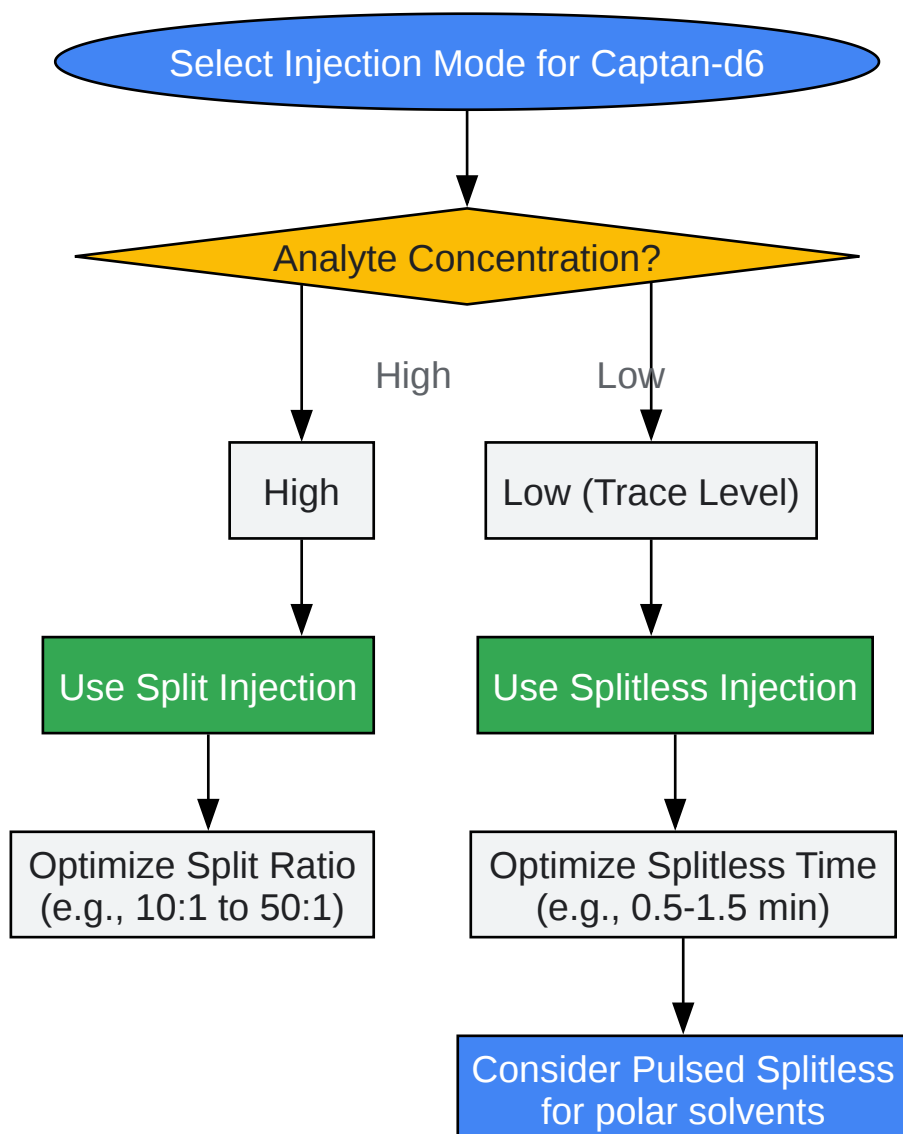 Select Injection Mode for Captan-d6
Analyte Concentration?
High
Low
High
Low (Trace Level)
Use Split Injection
Use Splitless Injection
Optimize Split Ratio
(e.g., 10:1 to 50:1)
Optimize Splitless Time
(e.g., 0.5-1.5 min)
Consider Pulsed Splitless
for polar solvents